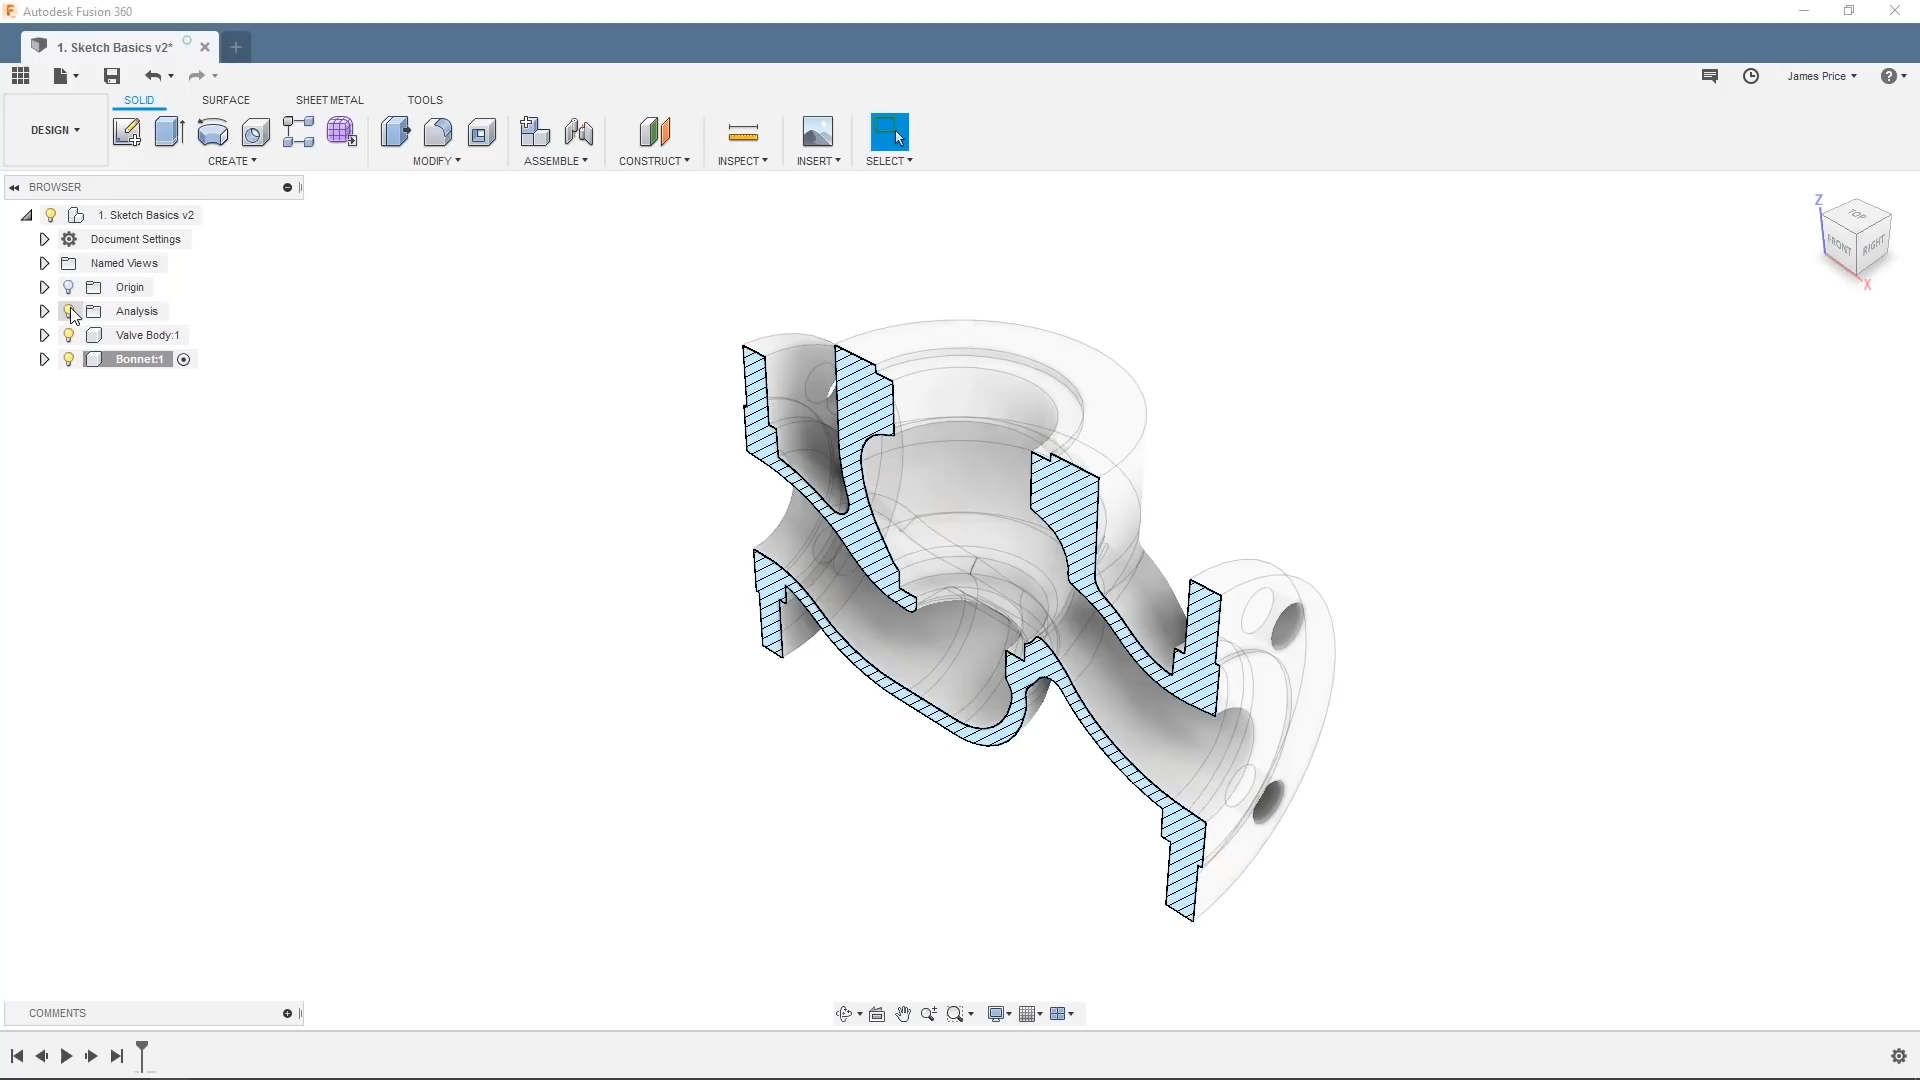 Autodesk Fusion 360
1. Sketch Basics v2*
James Price
SOLID SURFACE SHEET METAL TOOLS
DESIGN
CREATE MODIFY ASSEMBLE CONSTRUCT INSPECT INSERT SELECT
BROWSER
1. Sketch Basics v2
Document Settings
Named Views
Origin
Analysis
Valve Body:1
Bonnet:1
Z
TOP
FRONT
RIGHT
X
COMMENTS